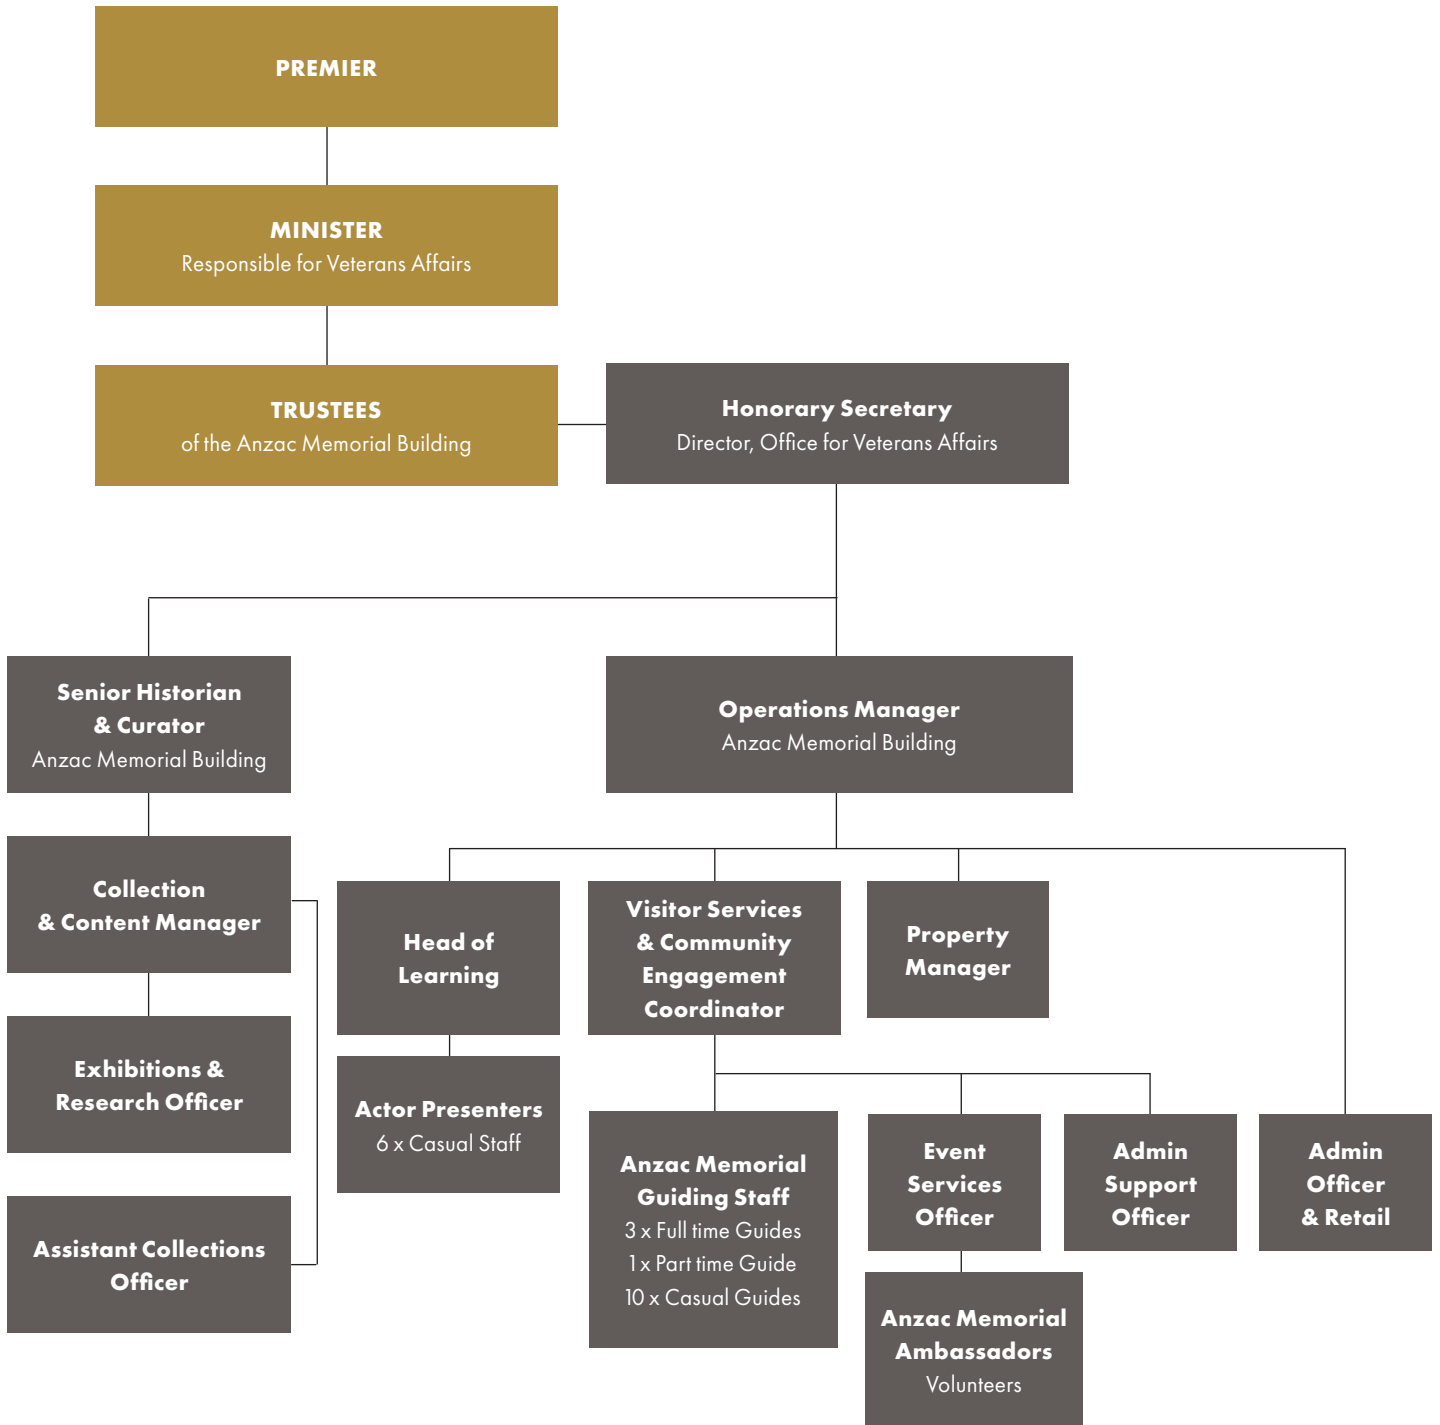 PREMIER
MINISTER
Responsible for Veterans Affairs
TRUSTEES
of the Anzac Memorial Building
Honorary Secretary
Director, Office for Veterans Affairs
Senior Historian
& Curator
Anzac Memorial Building
Operations Manager
Anzac Memorial Building
Collection
& Content Manager
Head of
Learning
Visitor Services
& Community
Engagement
Coordinator
Property
Manager
Exhibitions &
Research Officer
Actor Presenters
6 x Casual Staff
Anzac Memorial
Guiding Staff
3 x Full time Guides
1 x Part time Guide
10 x Casual Guides
Event
Services
Officer
Admin
Support
Officer
Admin
Officer
& Retail
Assistant Collections
Officer
Anzac Memorial
Ambassadors
Volunteers